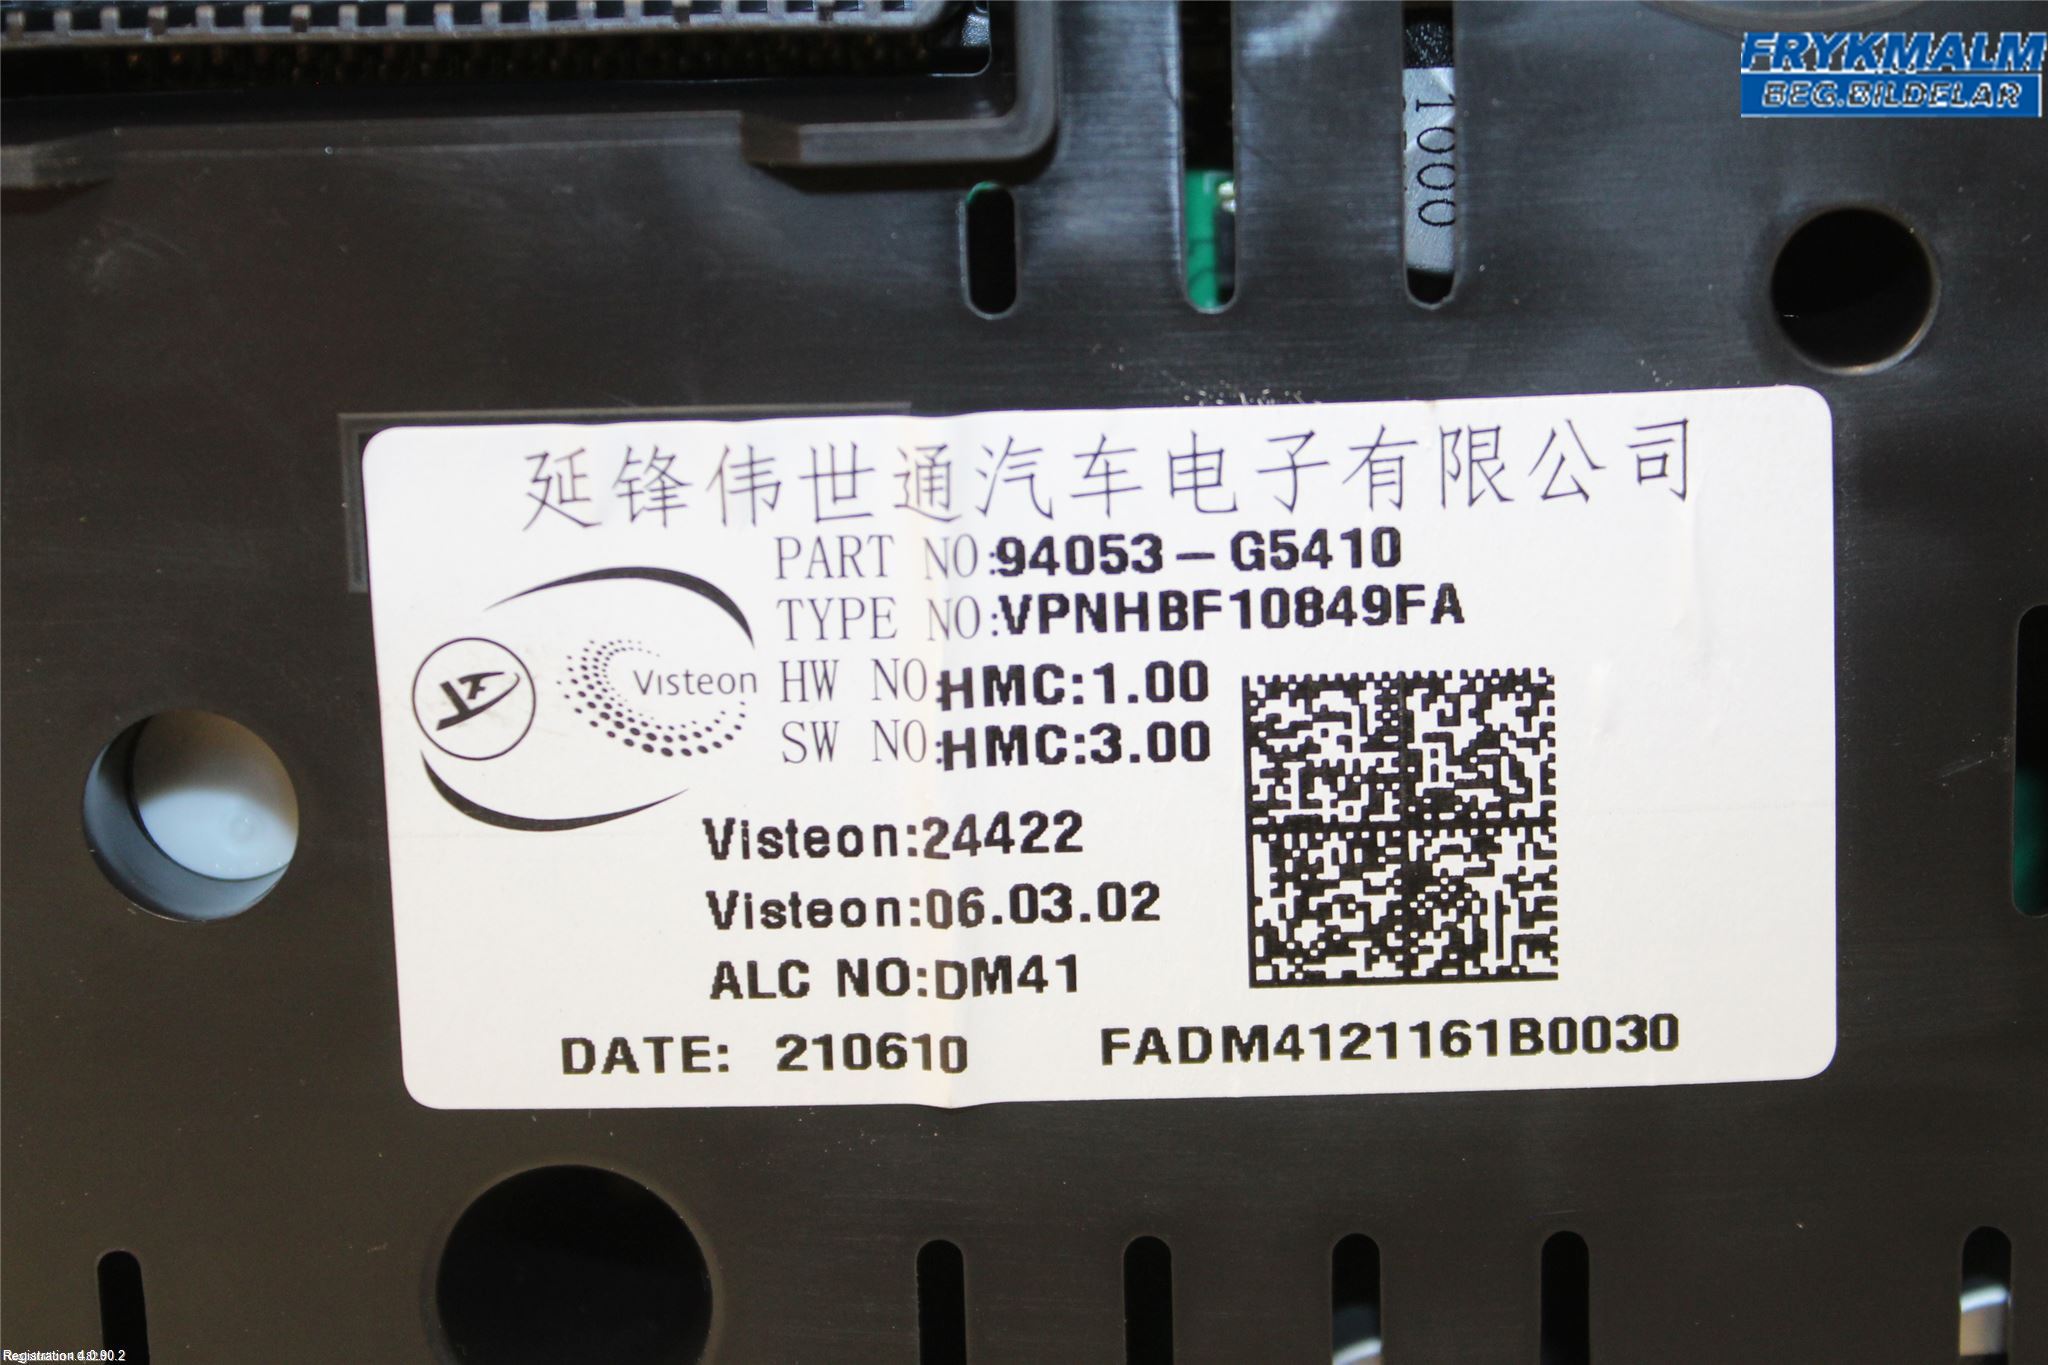 FRYKMALM
BEG.BILDELAR
1000
延锋伟世通汽车电子有限公司
PART NO:94053-G5410
TYPE NO:VPNHBF10849FA
HW NO:HMC:1.00
SW NO:HMC:3.00
Visteon
Visteon:24422
Visteon:06.03.02
ALC NO:DM41
DATE: 210610 FADM4121161B0030